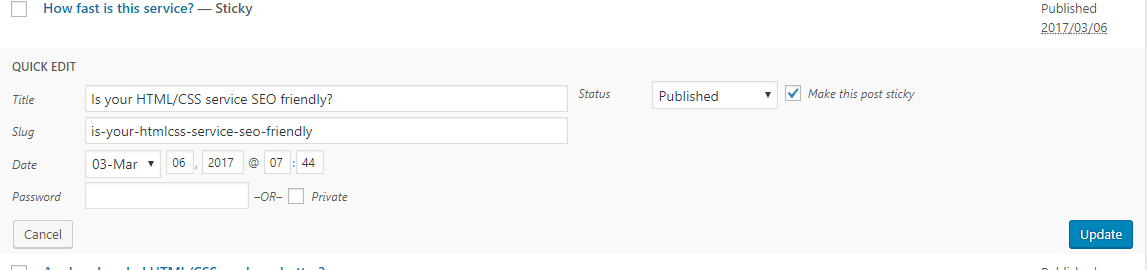 How fast is this service? — Sticky
Published
2017/03/06
QUICK EDIT
Title Is your HTML/CSS service SEO friendly?
Status Published Make this post sticky
Slug is-your-htmlcss-service-seo-friendly
Date 03-Mar 06 , 2017 @ 07 : 44
Password –OR– Private
Cancel Update